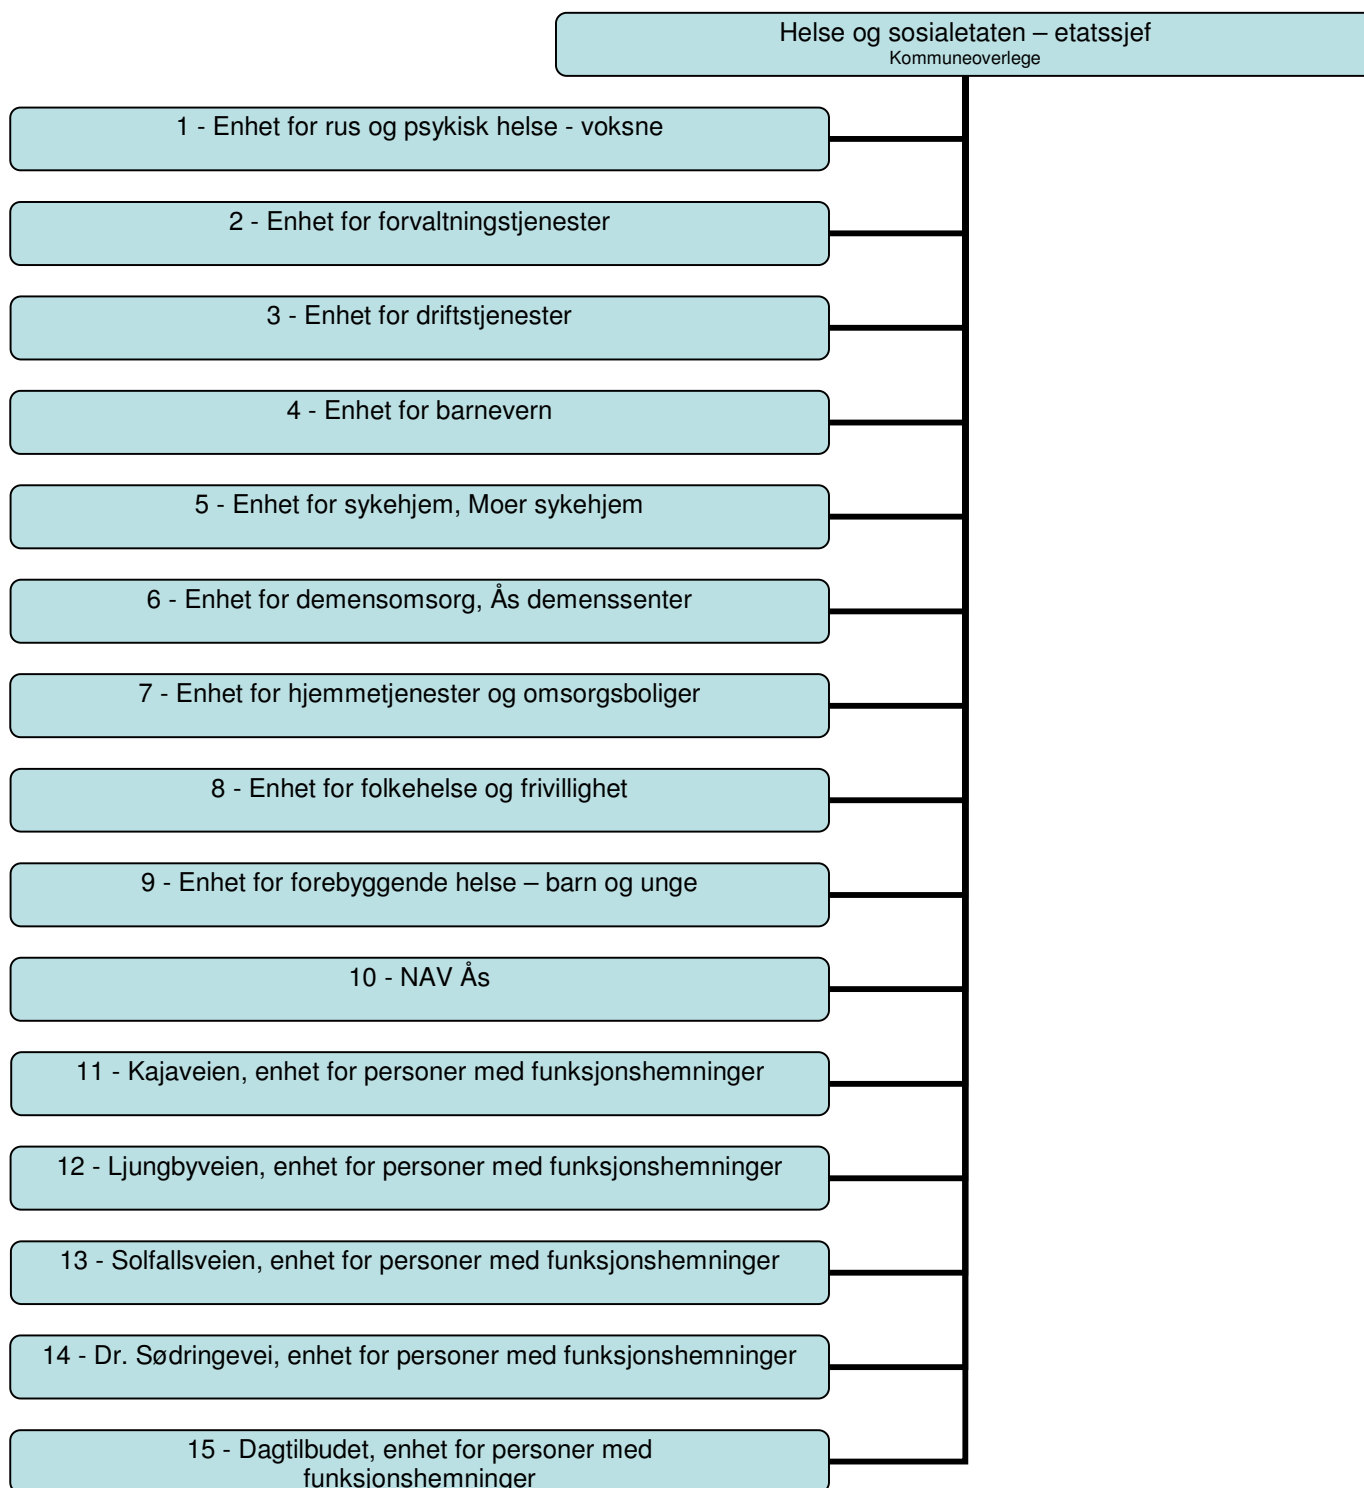 Helse og sosialetaten – etatssjef
Kommuneoverlege
1 - Enhet for rus og psykisk helse - voksne
2 - Enhet for forvaltningstjenester
3 - Enhet for driftstjenester
4 - Enhet for barnevern
5 - Enhet for sykehjem, Moer sykehjem
6 - Enhet for demensomsorg, Ås demenssenter
7 - Enhet for hjemmetjenester og omsorgsboliger
8 - Enhet for folkehelse og frivillighet
9 - Enhet for forebyggende helse – barn og unge
10 - NAV Ås
11 - Kajaveien, enhet for personer med funksjonshemninger
12 - Ljungbyveien, enhet for personer med funksjonshemninger
13 - Solfallsveien, enhet for personer med funksjonshemninger
14 - Dr. Sødringevei, enhet for personer med funksjonshemninger
15 - Dagtilbudet, enhet for personer med
funksjonshemninger